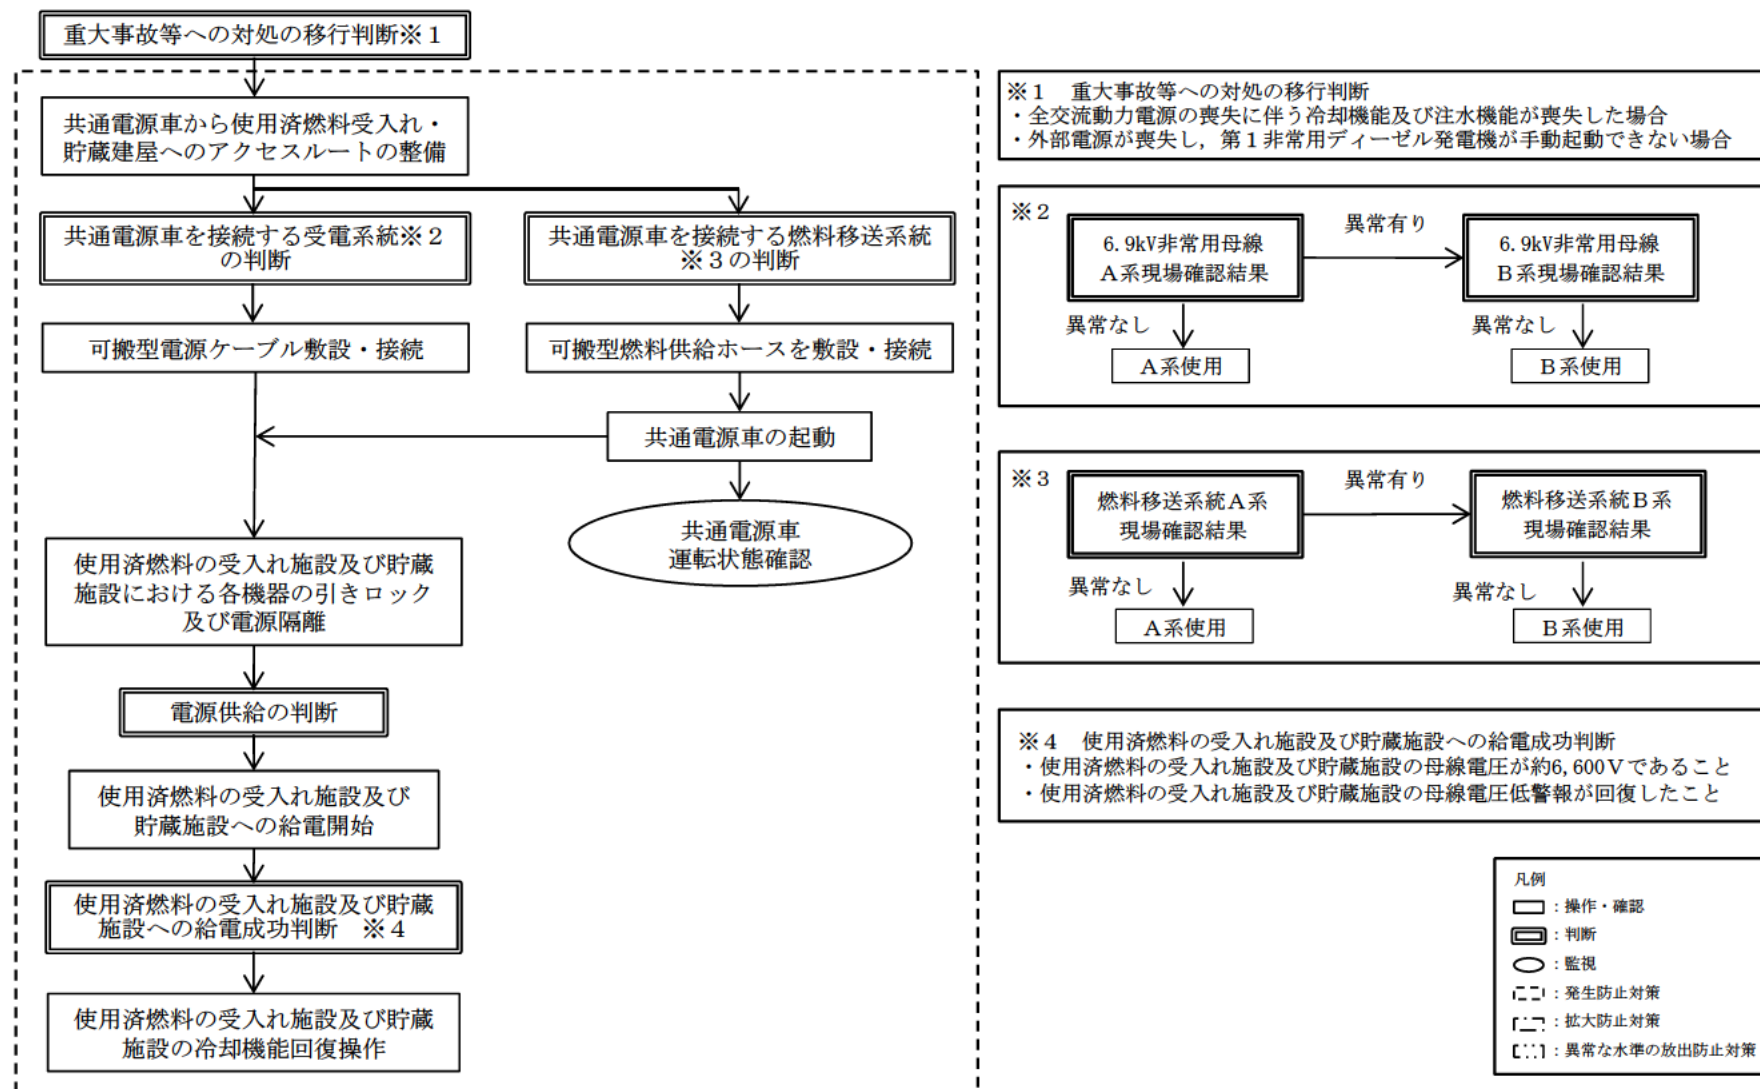 重大事故等への対処の移行判断※１
共通電源車から使用済燃料受入れ・
貯蔵建屋へのアクセスルートの整備
共通電源車を接続する受電系統※２
の判断
共通電源車を接続する燃料移送系統
※３の判断
可搬型電源ケーブル敷設・接続
可搬型燃料供給ホースを敷設・接続
共通電源車の起動
共通電源車
運転状態確認
使用済燃料の受入れ施設及び貯蔵
施設における各機器の引きロック
及び電源隔離
電源供給の判断
使用済燃料の受入れ施設及び
貯蔵施設への給電開始
使用済燃料の受入れ施設及び貯蔵
施設への給電成功判断　※４
使用済燃料の受入れ施設及び貯蔵
施設の冷却機能回復操作
※１　重大事故等への対処の移行判断
・全交流動力電源の喪失に伴う冷却機能及び注水機能が喪失した場合
・外部電源が喪失し，第１非常用ディーゼル発電機が手動起動できない場合
※２
6.9kV非常用母線
Ａ系現場確認結果
異常有り
6.9kV非常用母線
Ｂ系現場確認結果
異常なし
異常なし
Ａ系使用
Ｂ系使用
※３
燃料移送系統Ａ系
現場確認結果
異常有り
燃料移送系統Ｂ系
現場確認結果
異常なし
異常なし
Ａ系使用
Ｂ系使用
※４　使用済燃料の受入れ施設及び貯蔵施設への給電成功判断
・使用済燃料の受入れ施設及び貯蔵施設の母線電圧が約6,600Ｖであること
・使用済燃料の受入れ施設及び貯蔵施設の母線電圧低警報が回復したこと
凡例
：操作・確認
：判断
：監視
：発生防止対策
：拡大防止対策
：異常な水準の放出防止対策